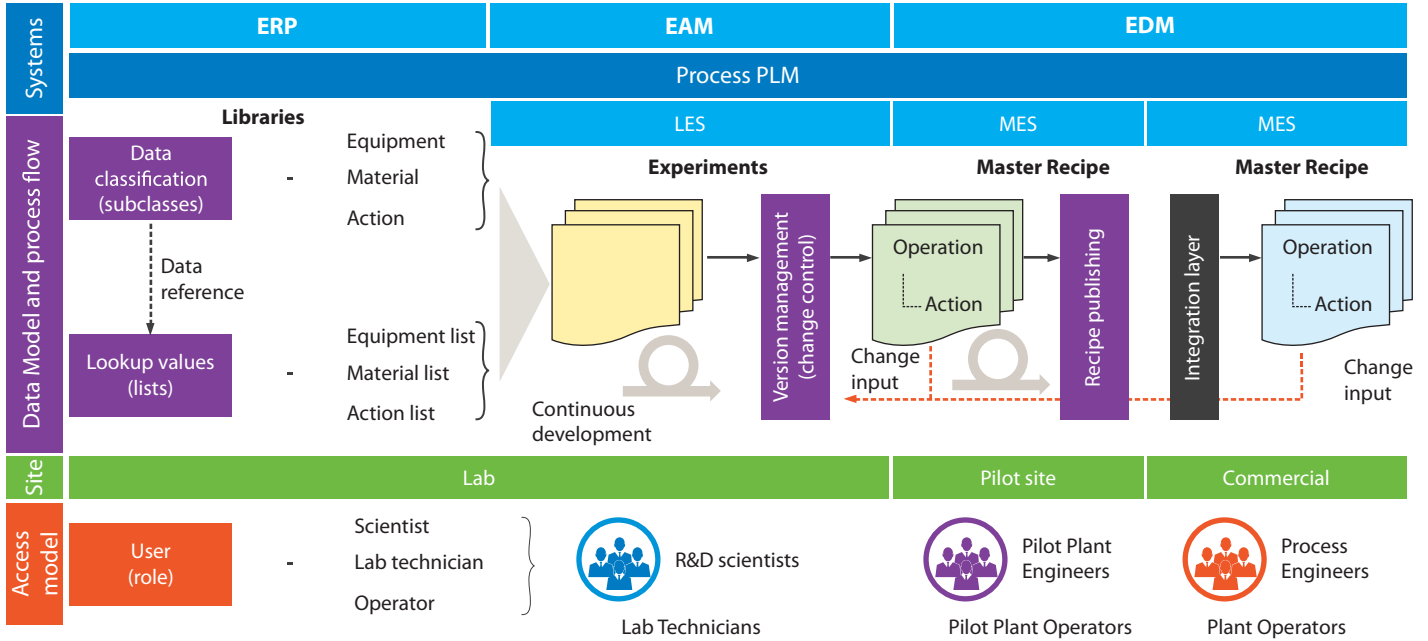 Systems
ERP
EAM
EDM
Process PLM
LES
MES
MES
Data Model and process flow
Libraries
Data
classification
(subclasses)
-
Equipment
Material
Action
Data
reference
Lookup values
(lists)
-
Equipment list
Material list
Action list
Experiments
Continuous
development
Version management
(change control)
Master Recipe
Operation
Action
Change
input
Recipe publishing
Integration layer
Master Recipe
Operation
Action
Change
input
Site
Lab
Pilot site
Commercial
Access
model
User
(role)
-
Scientist
Lab technician
Operator
R&D scientists
Lab Technicians
Pilot Plant
Engineers
Pilot Plant Operators
Process
Engineers
Plant Operators